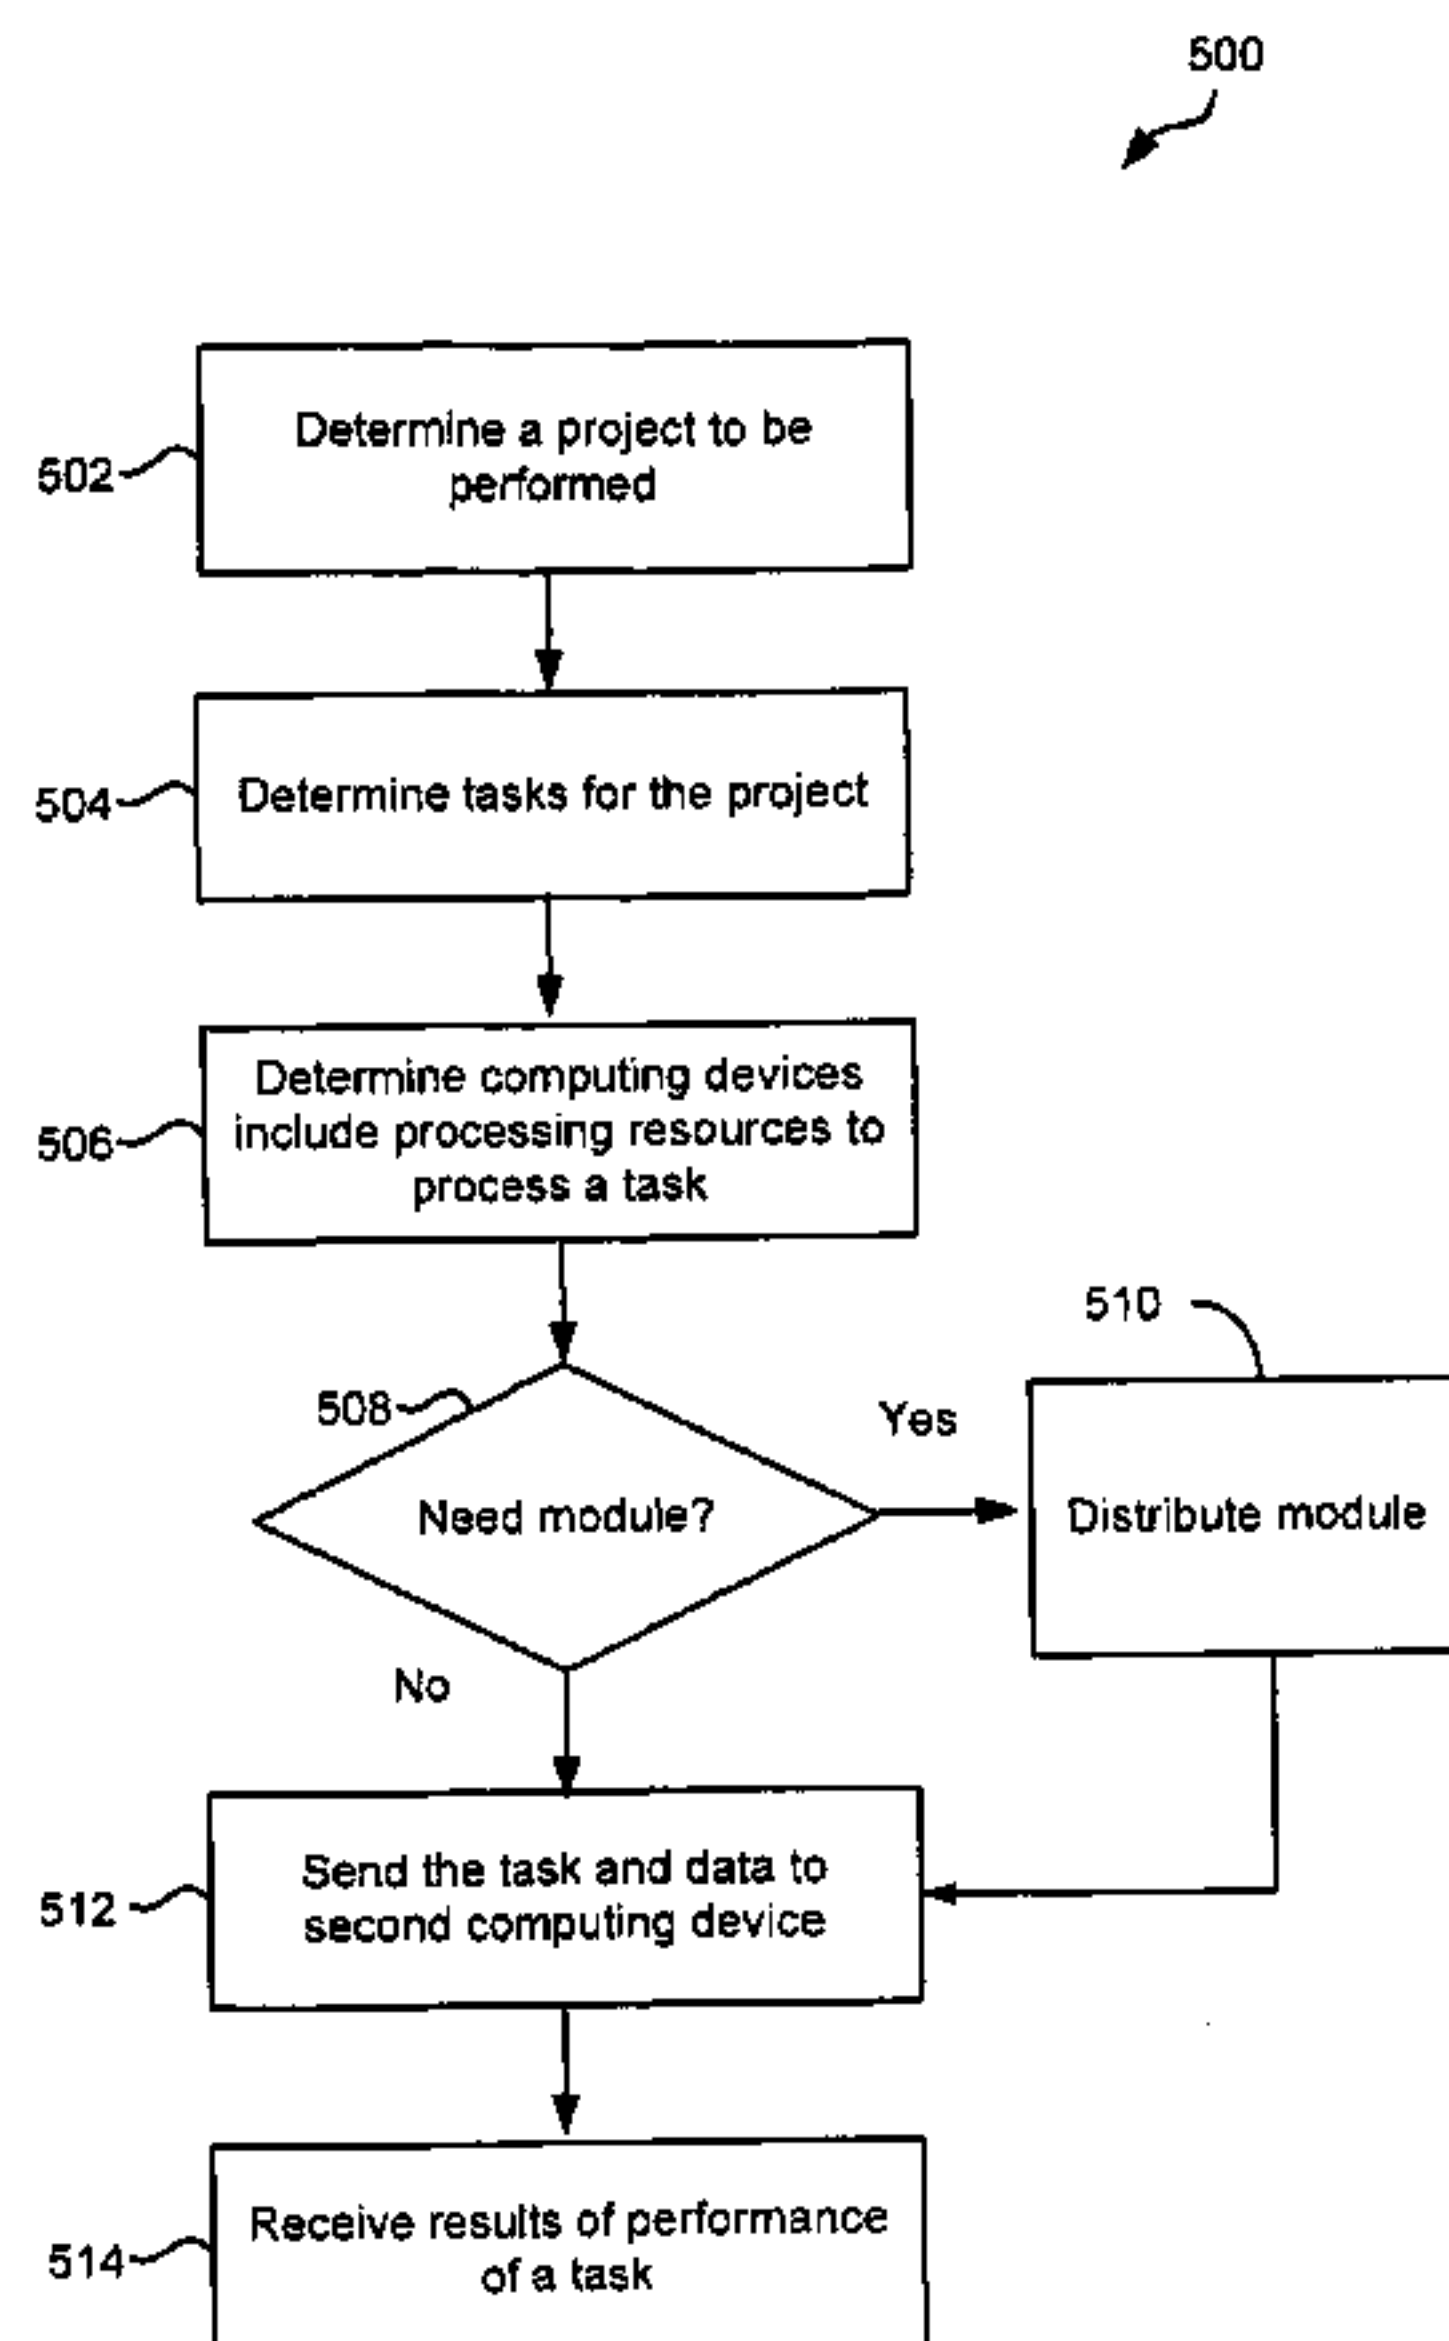 500
502
Determine a project to be
performed
504
Determine tasks for the project
506
Determine computing devices
include processing resources to
process a task
508
Need module?
Yes
510
Distribute module
No
512
Send the task and data to
second computing device
514
Receive results of performance
of a task